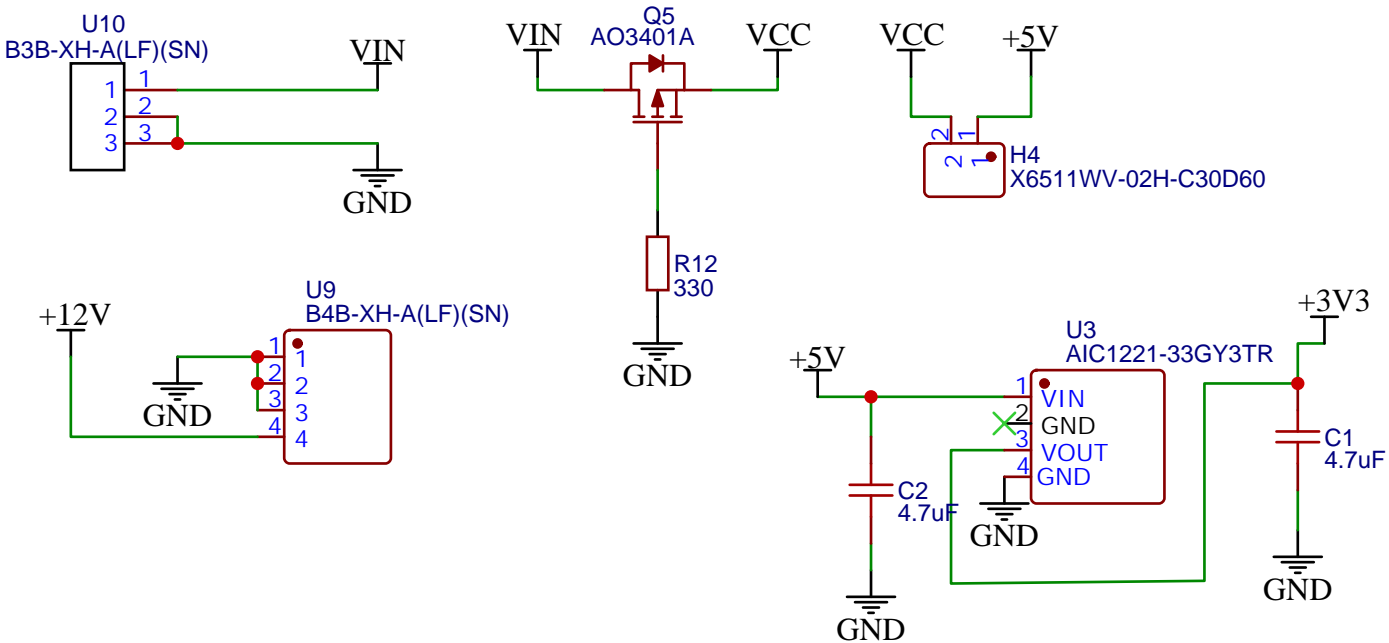 U10
B3B-XH-A(LF)(SN)
VIN
1 1
2 2
3 3
GND
VIN
Q5
AO3401A
VCC
R12
330
GND
VCC
+5V
2 1
2 1
H4
X6511WV-02H-C30D60
+12V
U9
B4B-XH-A(LF)(SN)
1 1
2 2
3 3
4 4
GND
+5V
U3
AIC1221-33GY3TR
1 VIN
2 GND
3 VOUT
4 GND
GND
C2
4.7uF
GND
+3V3
C1
4.7uF
GND